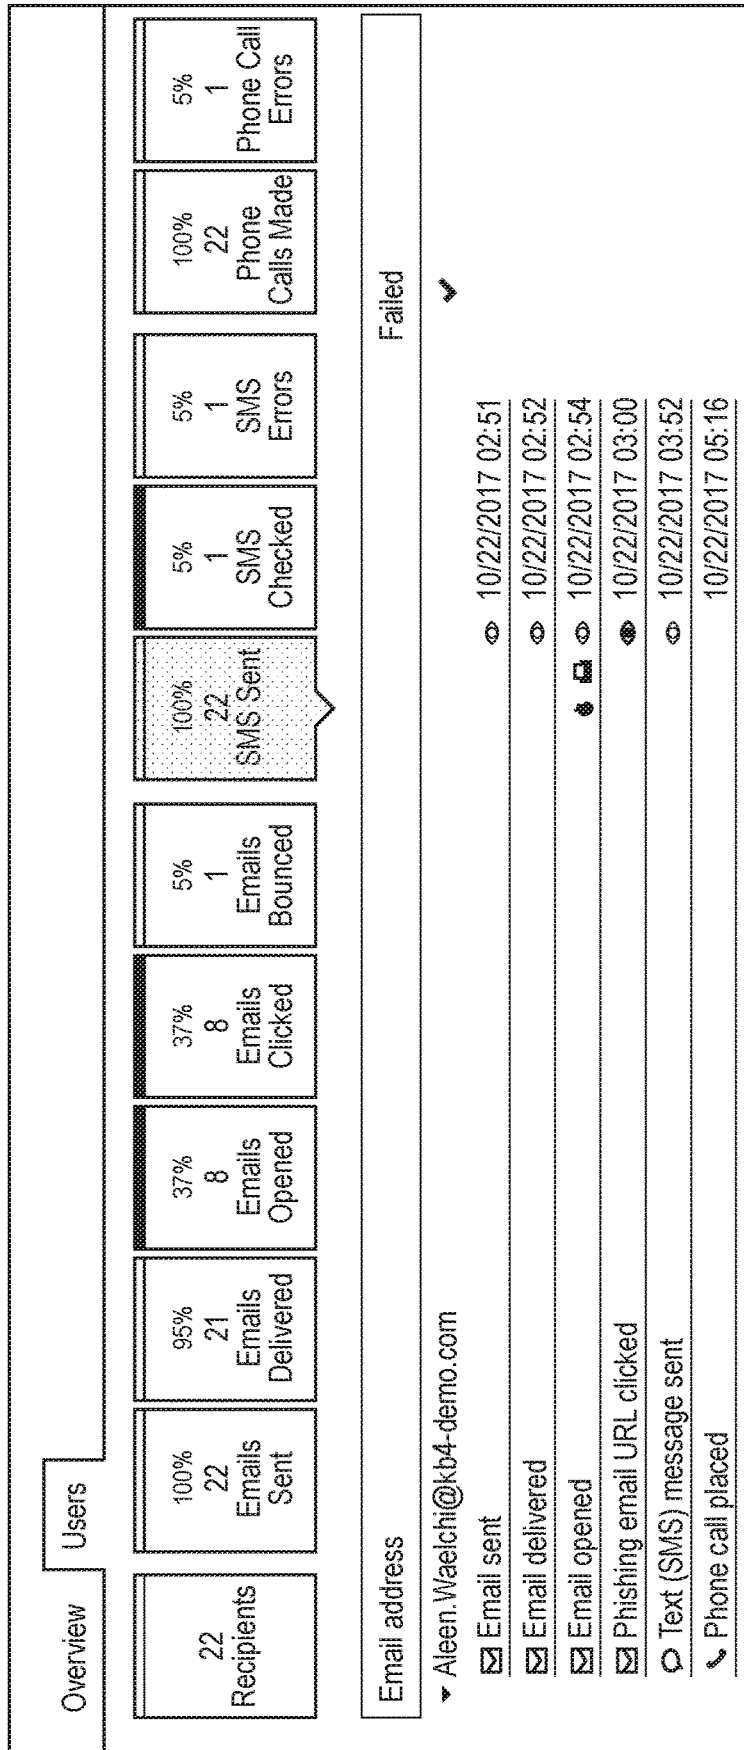 Overview
Users
22
Recipients
100%
22
Emails
Sent
95%
21
Emails
Delivered
37%
8
Emails
Opened
37%
8
Emails
Clicked
5%
1
Emails
Bounced
100%
22
SMS Sent
5%
1
SMS
Checked
5%
1
SMS
Errors
100%
22
Phone
Calls Made
5%
1
Phone Call
Errors
Email address
Failed
Aleen.Waelchi@kb4-demo.com
Email sent 10/22/2017 02:51
Email delivered 10/22/2017 02:52
Email opened 10/22/2017 02:54
Phishing email URL clicked 10/22/2017 03:00
Text (SMS) message sent 10/22/2017 03:52
Phone call placed 10/22/2017 05:16